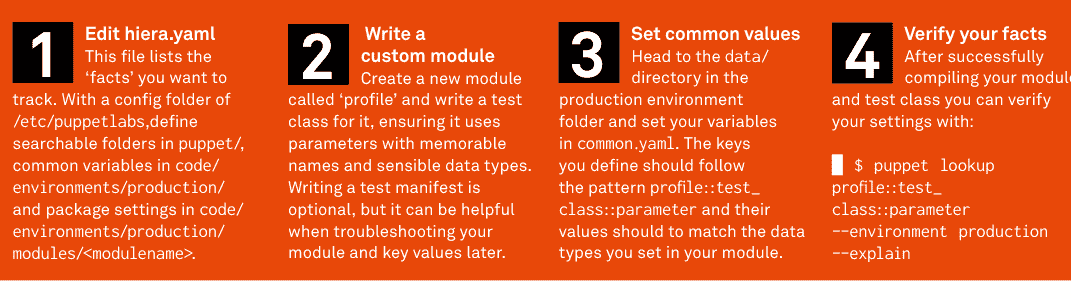 1 Edit hiera.yaml
This file lists the
‘facts’ you want to
track. With a config folder of
/etc/puppetlabs,define
searchable folders in puppet/,
common variables in code/
environments/production/
and package settings in code/
environments/production/
modules/<modulename>.
2 Write a
custom module
Create a new module
called ‘profile’ and write a test
class for it, ensuring it uses
parameters with memorable
names and sensible data types.
Writing a test manifest is
optional, but it can be helpful
when troubleshooting your
module and key values later.
3 Set common values
Head to the data/
directory in the
production environment
folder and set your variables
in common.yaml. The keys
you define should follow
the pattern profile::test_
class::parameter and their
values should to match the data
types you set in your module.
4 Verify your facts
After successfully
compiling your module
and test class you can verify
your settings with:
$ puppet lookup
profile::test_
class::parameter
--environment production
--explain